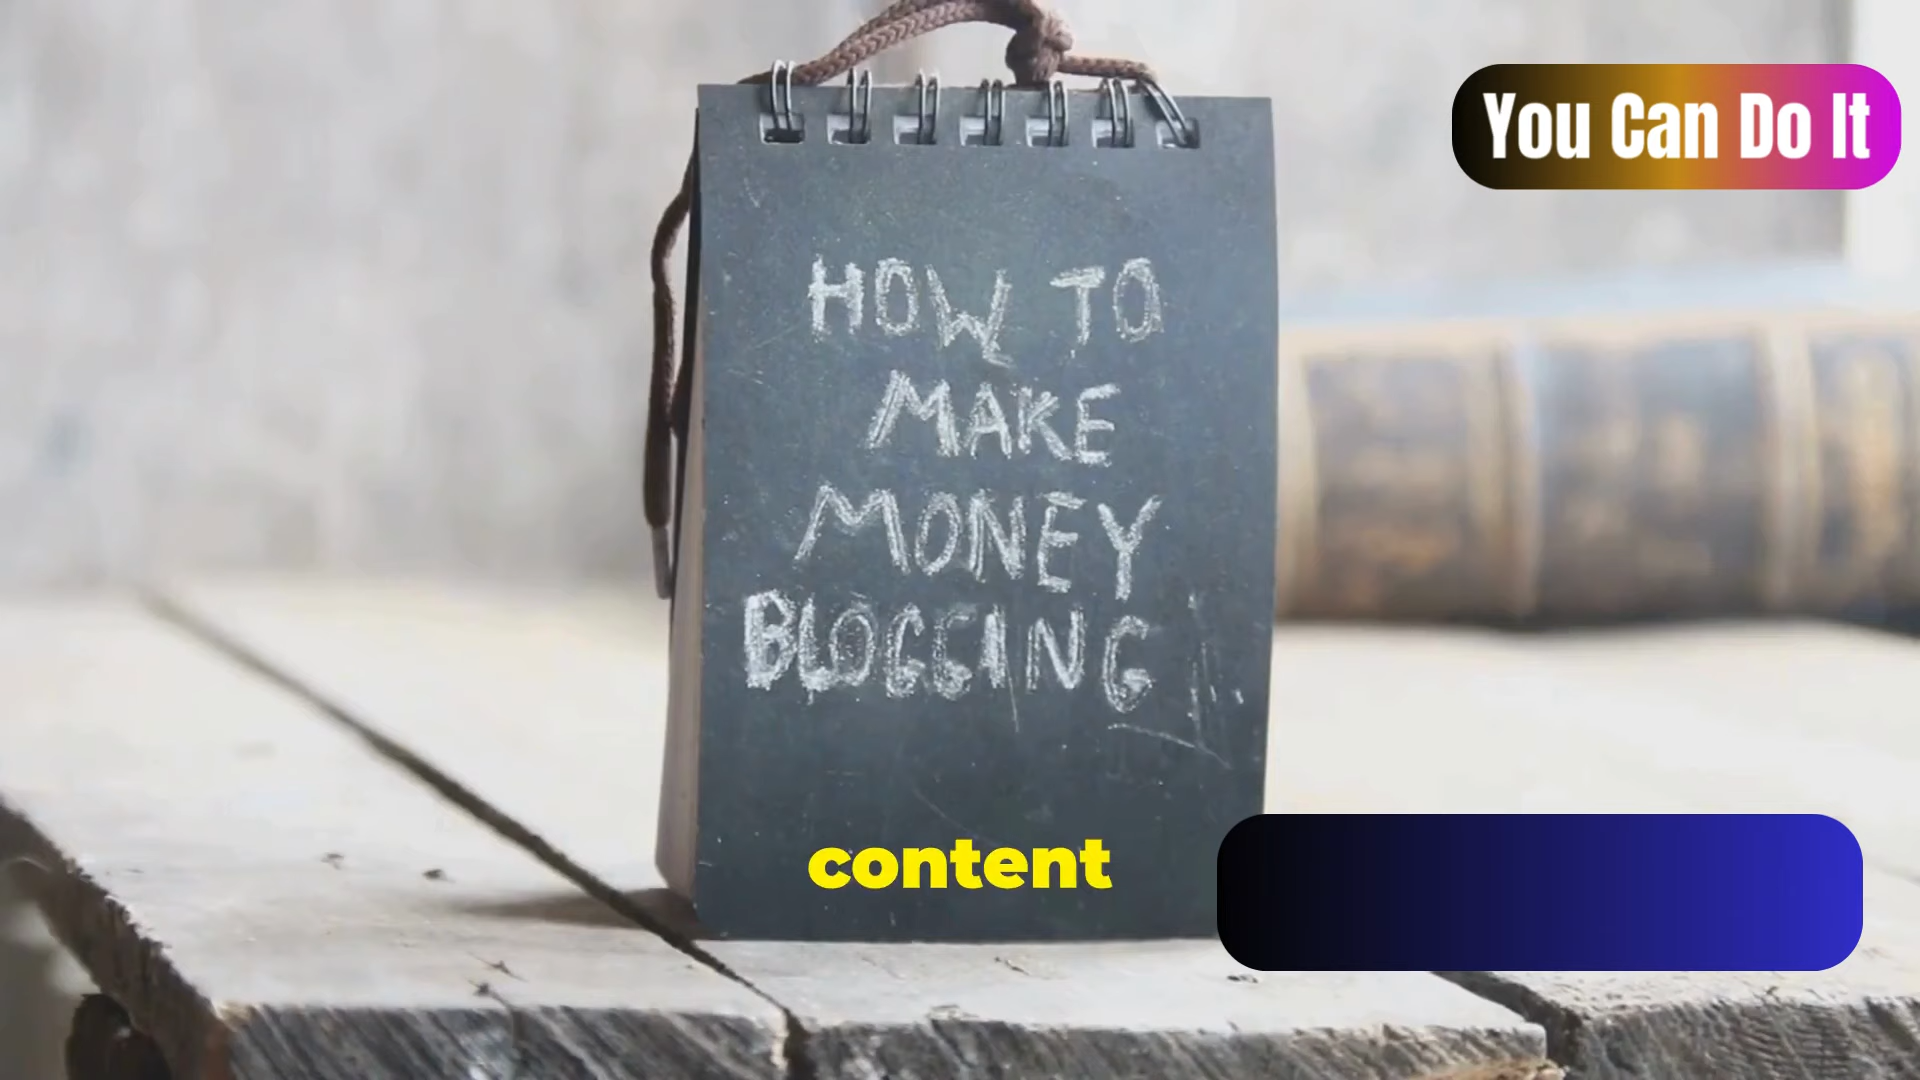 You Can Do It
HOW TO
MAKE
MONEY
BLOGGING
content